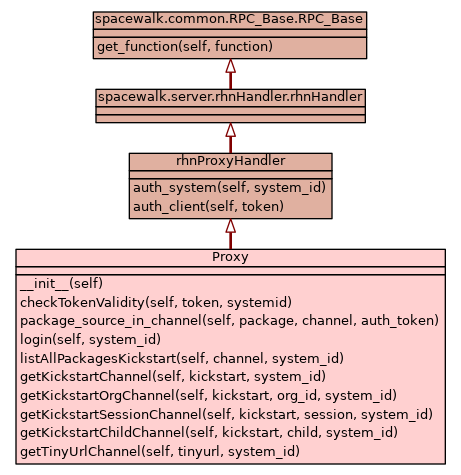 spacewalk.common.RPC_Base.RPC_Base
get_function(self, function)
spacewalk.server.rhnHandler.rhnHandler
rhnProxyHandler
auth_system(self, system_id)
auth_client(self, token)
Proxy
__init__(self)
checkTokenValidity(self, token, systemid)
package_source_in_channel(self, package, channel, auth_token)
login(self, system_id)
listAllPackagesKickstart(self, channel, system_id)
getKickstartChannel(self, kickstart, system_id)
getKickstartOrgChannel(self, kickstart, org_id, system_id)
getKickstartSessionChannel(self, kickstart, session, system_id)
getKickstartChildChannel(self, kickstart, child, system_id)
getTinyUrlChannel(self, tinyurl, system_id)